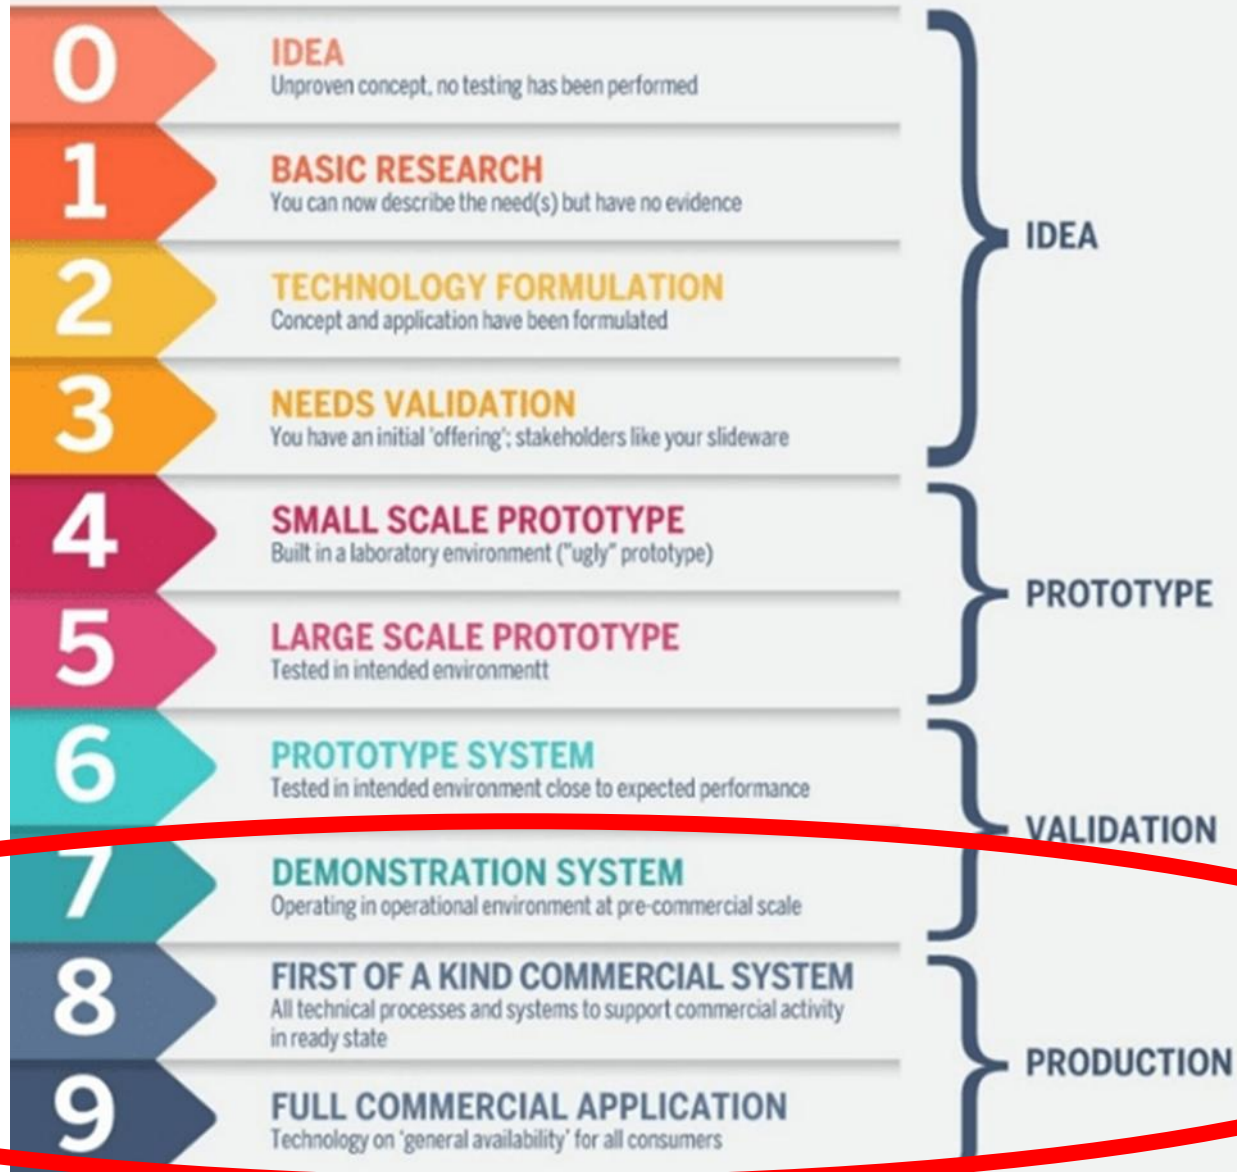 0
IDEA
Unproven concept, no testing has been performed
1
BASIC RESEARCH
You can now describe the need(s) but have no evidence
2
TECHNOLOGY FORMULATION
Concept and application have been formulated
3
NEEDS VALIDATION
You have an initial 'offering'; stakeholders like your slideware
IDEA
4
SMALL SCALE PROTOTYPE
Built in a laboratory environment ("ugly" prototype)
5
LARGE SCALE PROTOTYPE
Tested in intended environmentt
PROTOTYPE
6
PROTOTYPE SYSTEM
Tested in intended environment close to expected performance
7
DEMONSTRATION SYSTEM
Operating in operational environment at pre-commercial scale
VALIDATION
8
FIRST OF A KIND COMMERCIAL SYSTEM
All technical processes and systems to support commercial activity
in ready state
9
FULL COMMERCIAL APPLICATION
Technology on 'general availability' for all consumers
PRODUCTION